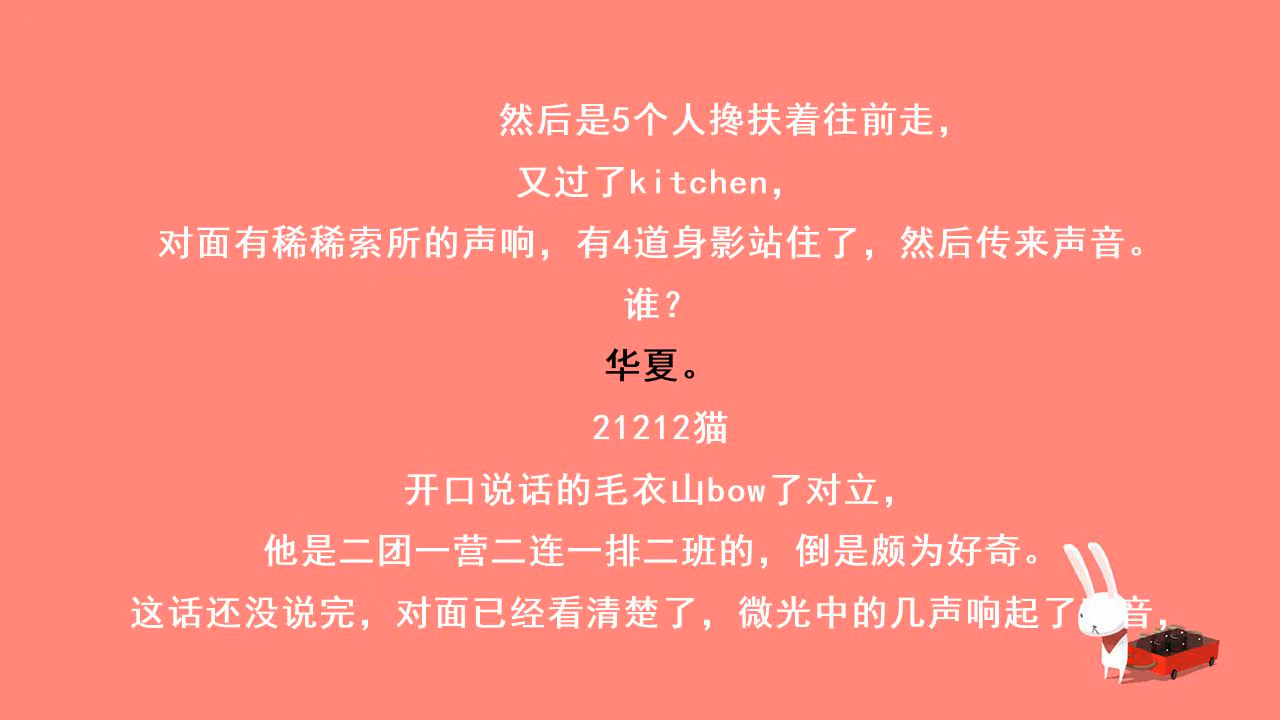 然后是5个人搀扶着往前走，
又过了kitchen，
对面有稀稀索所的声响，有4道身影站住了，然后传来声音。
谁？
华夏。
21212猫
开口说话的毛衣山bow了对立，
他是二团一营二连一排二班的，倒是颇为好奇。
这话还没说完，对面已经看清楚了，微光中的几声响起了音，